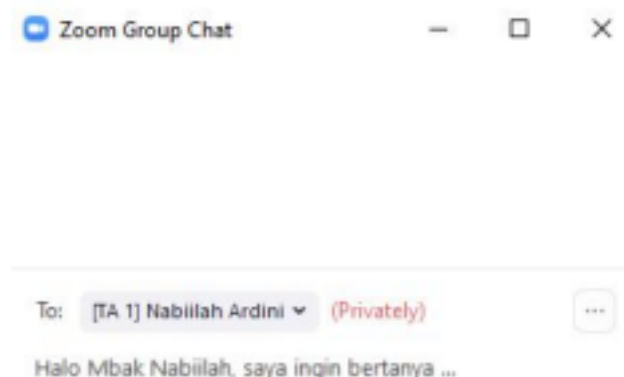 Zoom Group Chat
To: [TA 1] Nabiilah Ardini (Privately)
Halo Mbak Nabiilah, saya ingin bertanya ...